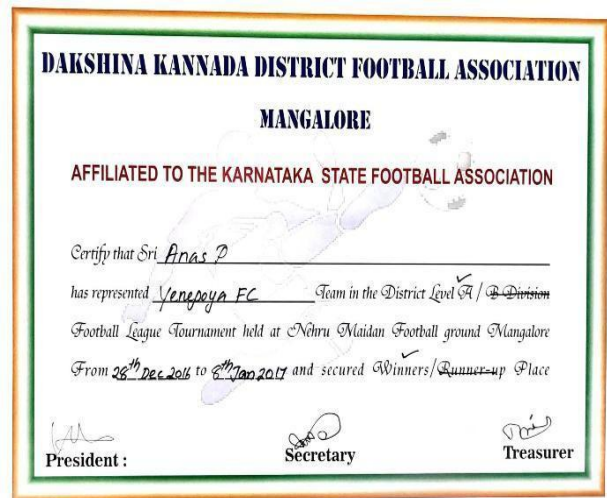 DAKSHINA KANNADA DISTRICT FOOTBALL ASSOCIATION
MANGALORE
AFFILIATED TO THE KARNATAKA STATE FOOTBALL ASSOCIATION
Certify that Sri Anas P
has represented Yenepoya FC Team in the District Level A / B Division
Football League Tournament held at Nehru Maidan Football ground Mangalore
From 28th Dec 2016 to 8th Jan 2017 and secured Winners/Runner-up Place
President : Secretary Treasurer